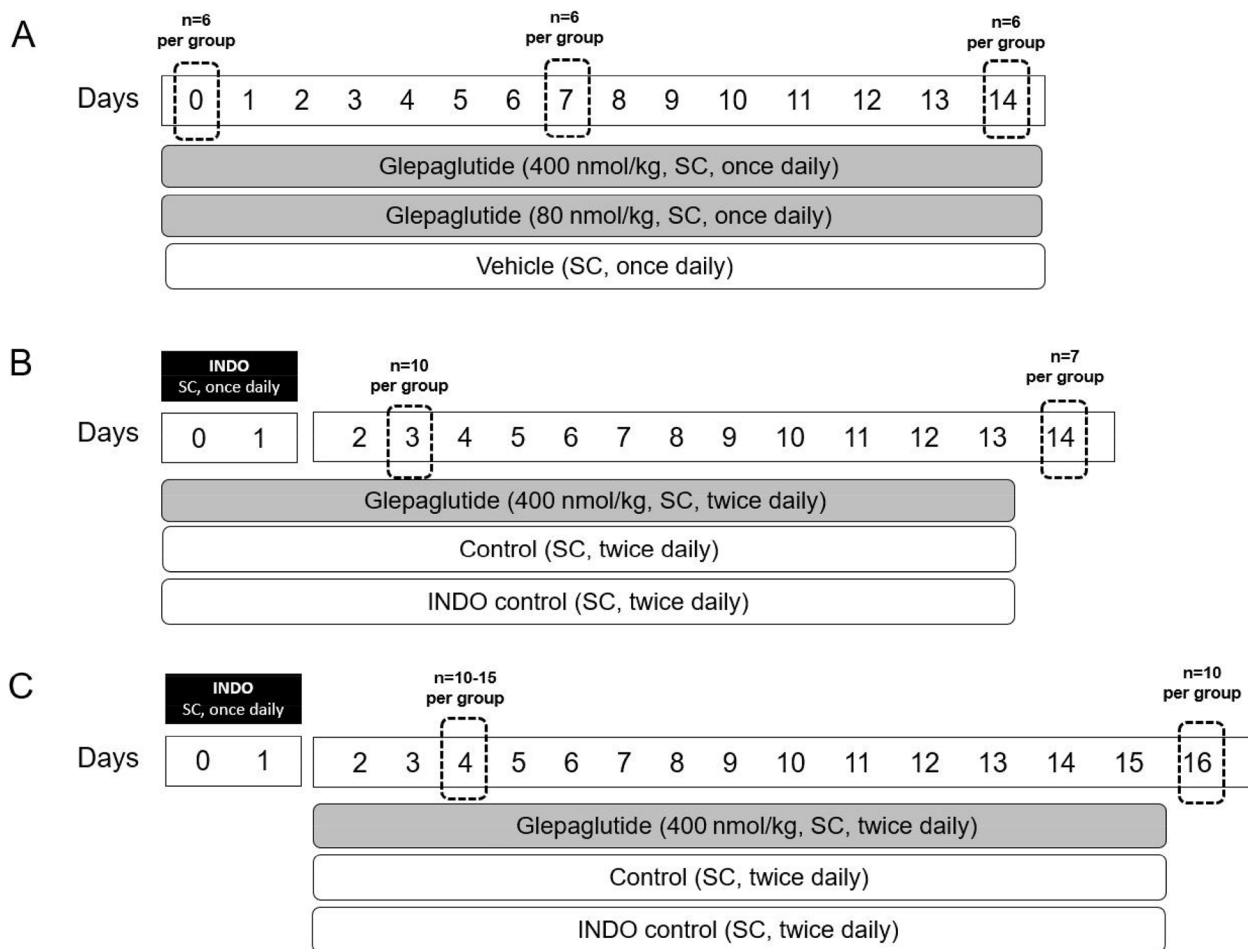 A
n=6
per group
n=6
per group
n=6
per group
Days 0 1 2 3 4 5 6 7 8 9 10 11 12 13 14
Glepaglutide (400 nmol/kg, SC, once daily)
Glepaglutide (80 nmol/kg, SC, once daily)
Vehicle (SC, once daily)
B
INDO
SC, once daily
n=10
per group
n=7
per group
Days 0 1 2 3 4 5 6 7 8 9 10 11 12 13 14
Glepaglutide (400 nmol/kg, SC, twice daily)
Control (SC, twice daily)
INDO control (SC, twice daily)
C
INDO
SC, once daily
n=10-15
per group
n=10
per group
Days 0 1 2 3 4 5 6 7 8 9 10 11 12 13 14 15 16
Glepaglutide (400 nmol/kg, SC, twice daily)
Control (SC, twice daily)
INDO control (SC, twice daily)